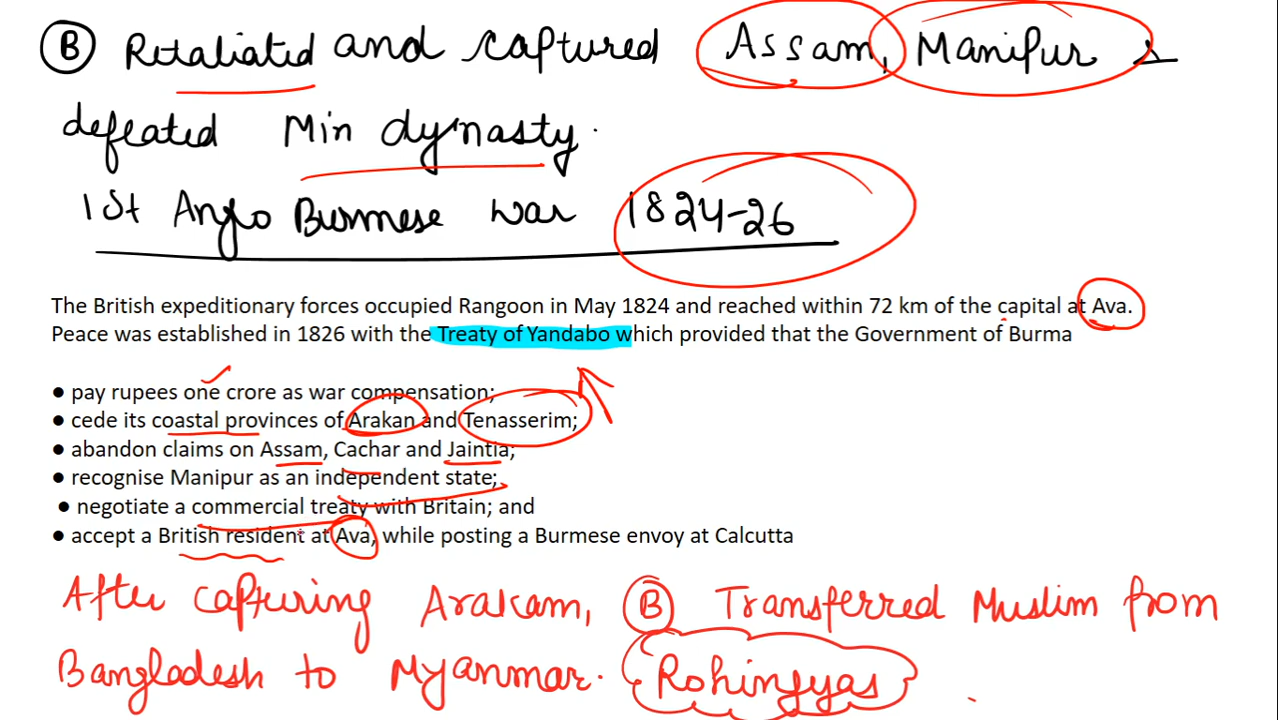 Ⓑ Retaliated and captured Assam, Manipur &
defeated Min dynasty.
1st Anglo Burmese war 1824-26
The British expeditionary forces occupied Rangoon in May 1824 and reached within 72 km of the capital at Ava.
Peace was established in 1826 with the Treaty of Yandabo which provided that the Government of Burma
● pay rupees one crore as war compensation;
● cede its coastal provinces of Arakan and Tenasserim;
● abandon claims on Assam, Cachar and Jaintia;
● recognise Manipur as an independent state;
● negotiate a commercial treaty with Britain; and
● accept a British resident at Ava, while posting a Burmese envoy at Calcutta
After capturing Arakam, Ⓑ Transferred Muslim from
Bangladesh to Myanmar. Rohingyas